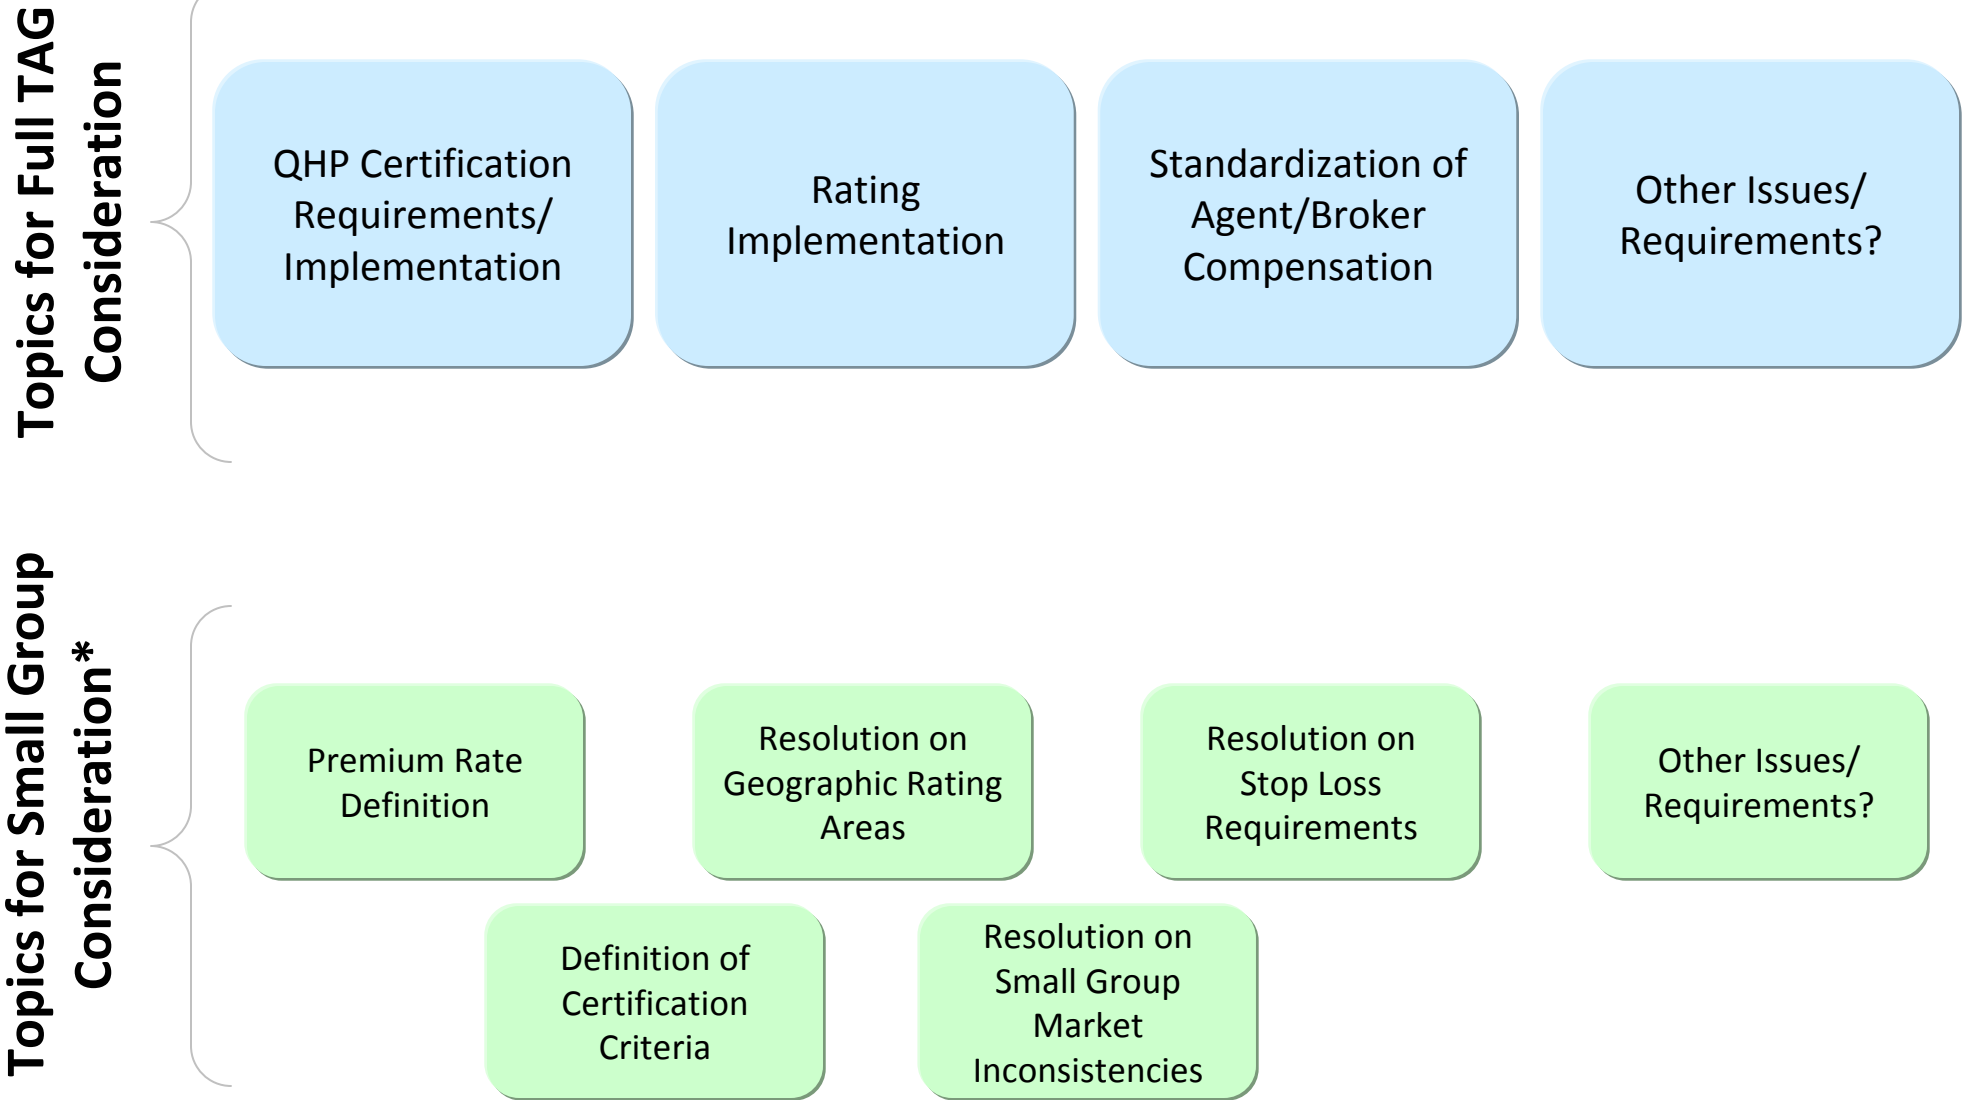 Topics for Full TAG
Consideration
QHP Certification
Requirements/
Implementation
Rating
Implementation
Standardization of
Agent/Broker
Compensation
Other Issues/
Requirements?
Topics for Small Group
Consideration*
Premium Rate
Definition
Resolution on
Geographic Rating
Areas
Resolution on
Stop Loss
Requirements
Other Issues/
Requirements?
Definition of
Certification
Criteria
Resolution on
Small Group
Market
Inconsistencies